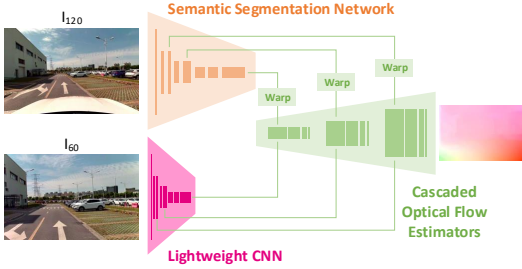 Semantic Segmentation Network
I120
Warp
Warp
Warp
I60
Cascaded
Optical Flow
Estimators
Lightweight CNN